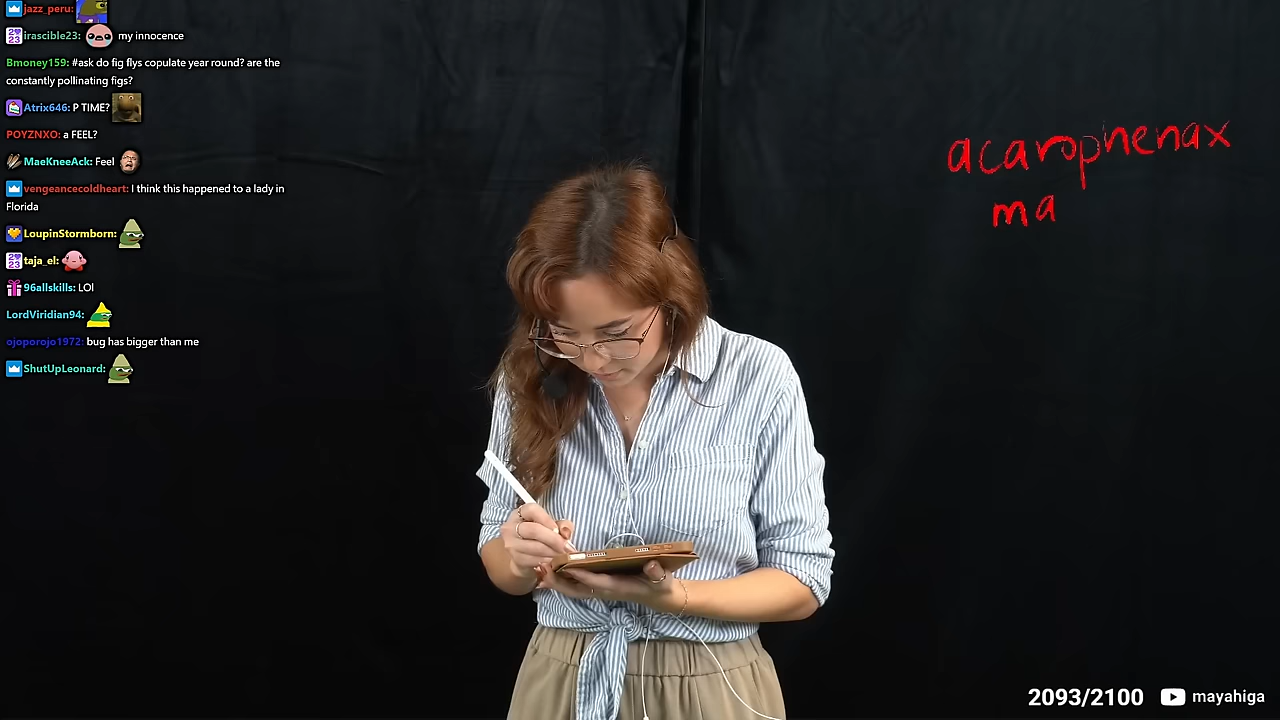 jazz_peru:
irascible23: my innocence
Bmoney159: #ask do fig flys copulate year round? are the
constantly pollinating figs?
Atrix646: P TIME?
POYZNXO: a FEEL?
MaeKneeAck: Feel
vengeancecoldheart: I think this happened to a lady in
Florida
LoupinStormborn:
taja_el:
96allskills: LOl
LordViridian94:
ojoporojo1972: bug has bigger than me
ShutUpLeonard:
acarophenax
ma
2093/2100 mayahiga